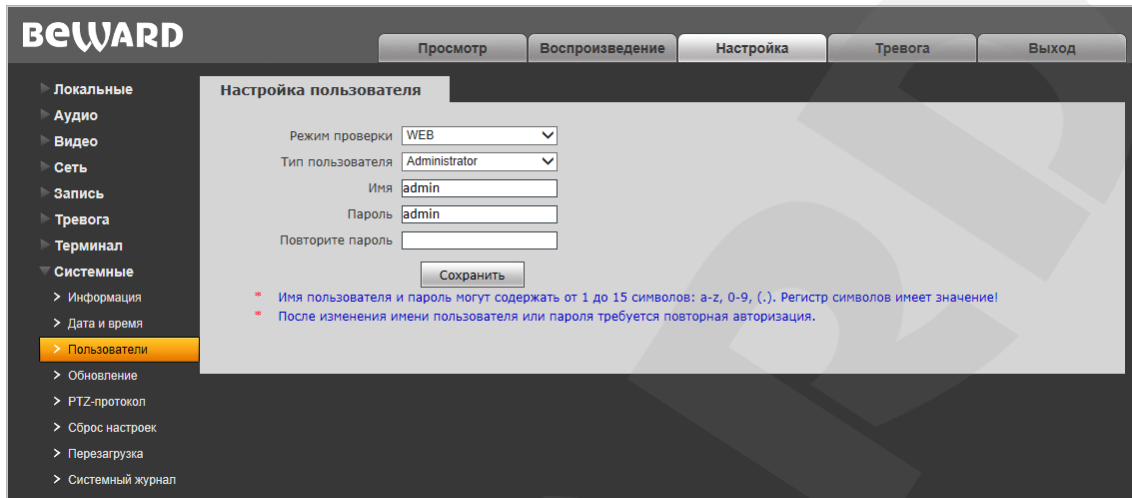 BEWARD
Просмотр Воспроизведение Настройка Тревога Выход
Локальные
Аудио
Видео
Сеть
Запись
Тревога
Терминал
Системные
Информация
Дата и время
Пользователи
Обновление
PTZ-протокол
Сброс настроек
Перезагрузка
Системный журнал
Настройка пользователя
Режим проверки WEB
Тип пользователя Administrator
Имя admin
Пароль admin
Повторите пароль
Сохранить
* Имя пользователя и пароль могут содержать от 1 до 15 символов: a-z, 0-9, (.). Регистр символов имеет значение!
* После изменения имени пользователя или пароля требуется повторная авторизация.